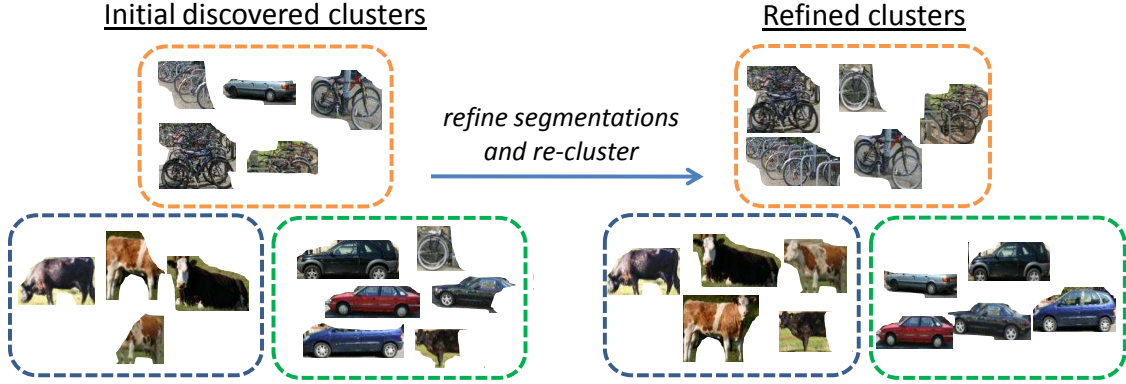 Initial discovered clusters
Refined clusters
refine segmentations
and re-cluster